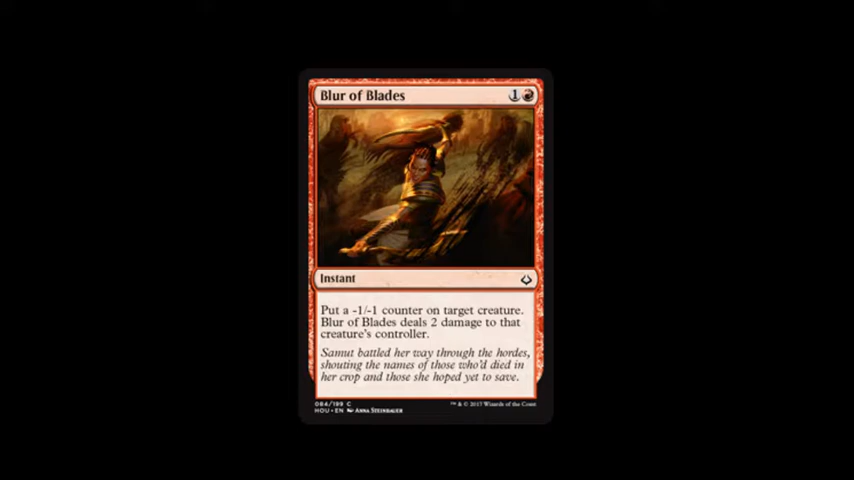 Blur of Blades 1
Instant
Put a -1/-1 counter on target creature.
Blur of Blades deals 2 damage to that
creature's controller.
Samut battled her way through the hordes,
shouting the names of those who'd died in
her crop and those she hoped yet to save.
084/199 C
HOU • EN Anna Steinbauer
™ & © 2017 Wizards of the Coast